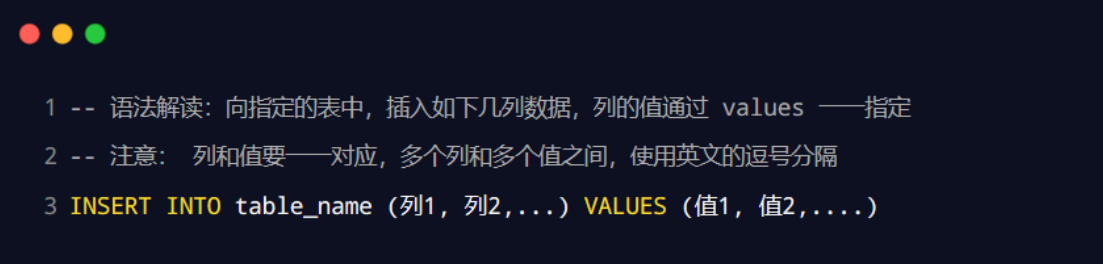 1 -- 语法解读：向指定的表中，插入如下几列数据，列的值通过 values 一一指定
2 -- 注意： 列和值要一一对应，多个列和多个值之间，使用英文的逗号分隔
3 INSERT INTO table_name (列1, 列2,...) VALUES (值1, 值2,....)